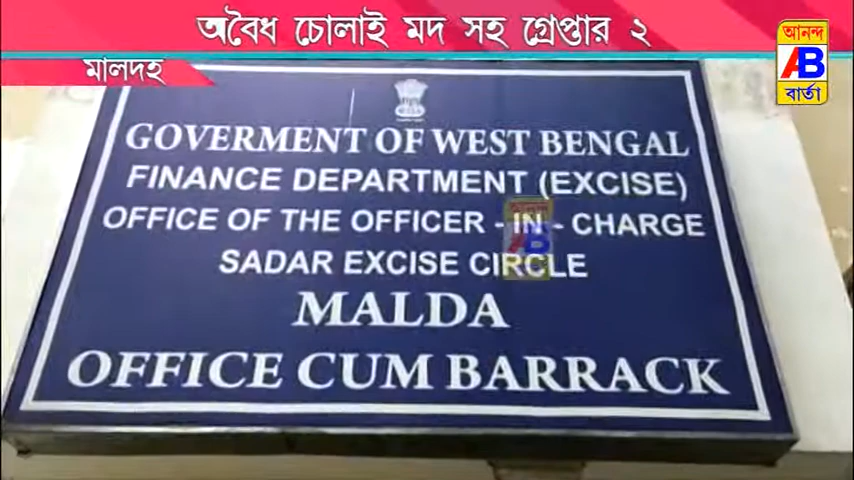 অবৈধ চোলাই মদ সহ গ্রেপ্তার ২
মালদহ
আনন্দ
AB
বার্তা
GOVERMENT OF WEST BENGAL
FINANCE DEPARTMENT (EXCISE)
OFFICE OF THE OFFICER - IN - CHARGE
SADAR EXCISE CIRCLE
MALDA
OFFICE CUM BARRACK